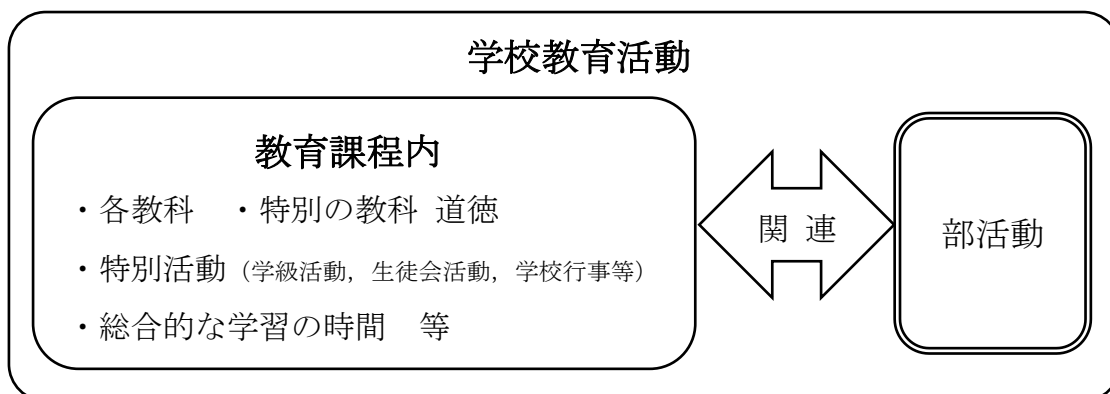 学校教育活動
教育課程内
・各教科　・特別の教科 道徳
・特別活動（学級活動，生徒会活動，学校行事等）
・総合的な学習の時間　等
関 連
部活動